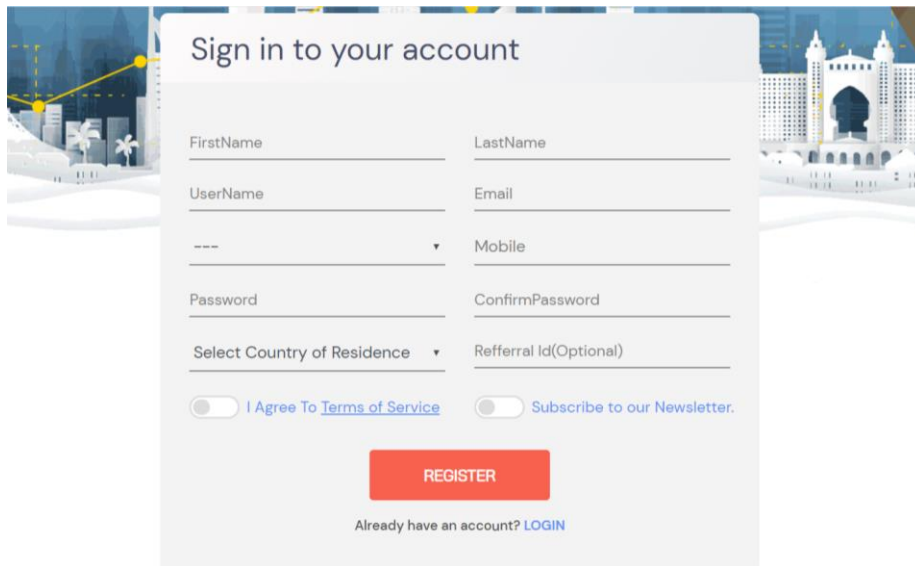 Sign in to your account
FirstName LastName
UserName Email
--- Mobile
Password ConfirmPassword
Select Country of Residence Refferral Id(Optional)
I Agree To Terms of Service Subscribe to our Newsletter.
REGISTER
Already have an account? LOGIN